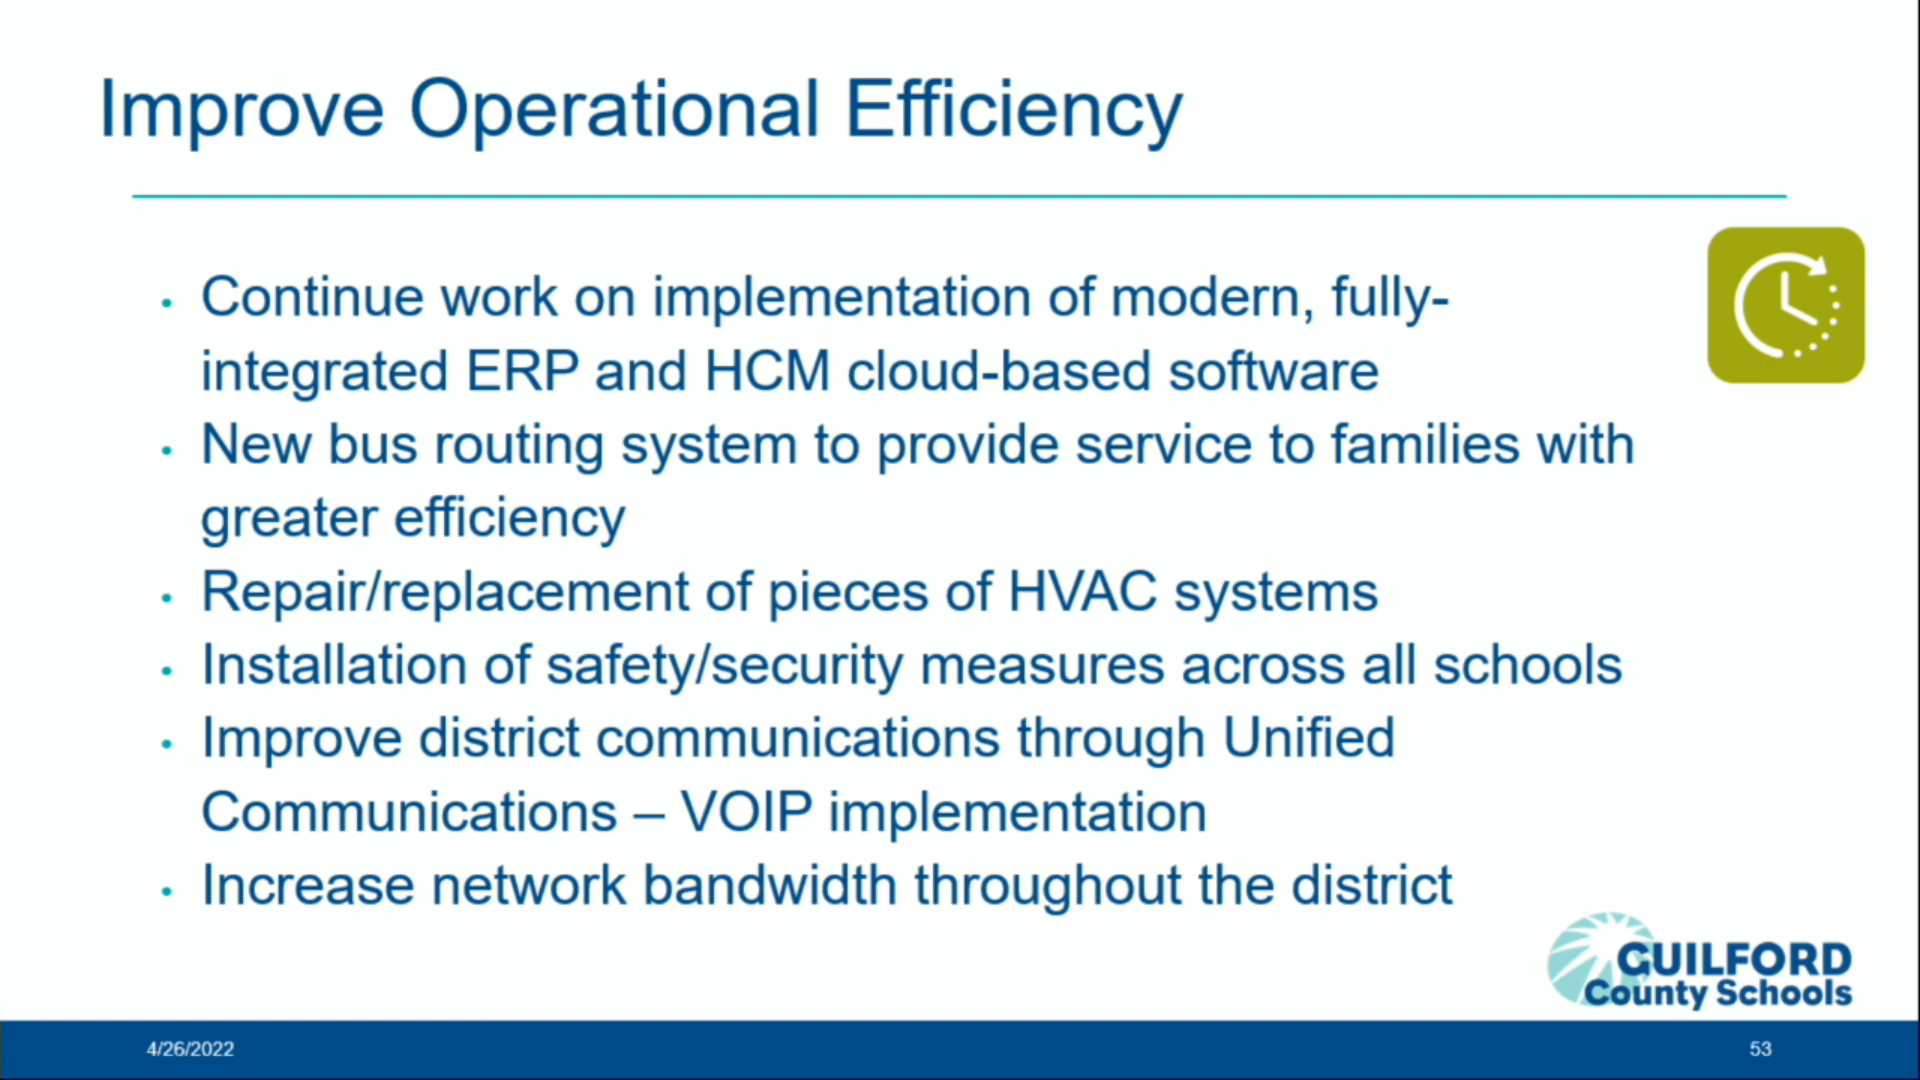 Improve Operational Efficiency
• Continue work on implementation of modern, fully-
integrated ERP and HCM cloud-based software
• New bus routing system to provide service to families with
greater efficiency
• Repair/replacement of pieces of HVAC systems
• Installation of safety/security measures across all schools
• Improve district communications through Unified
Communications – VOIP implementation
• Increase network bandwidth throughout the district
GUILFORD
County Schools
4/26/2022
53